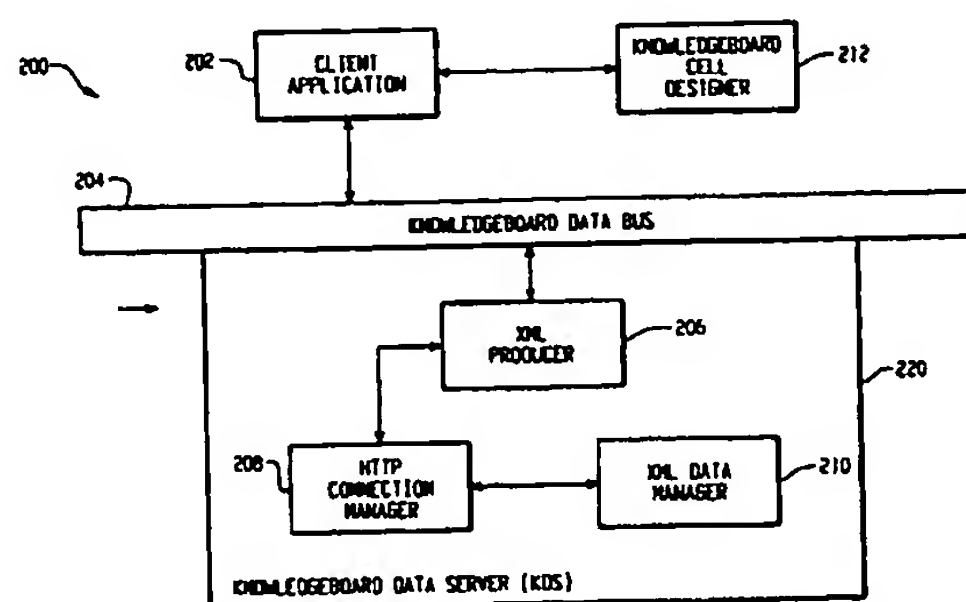 200
202
CLIENT
APPLICATION
KNOWLEDGEBOARD
CELL
DESIGNER
212
204
KNOWLEDGEBOARD DATA BUS
XML
PRODUCER
206
220
208
HTTP
CONNECTION
MANAGER
XML DATA
MANAGER
210
KNOWLEDGEBOARD DATA SERVER (KDS)